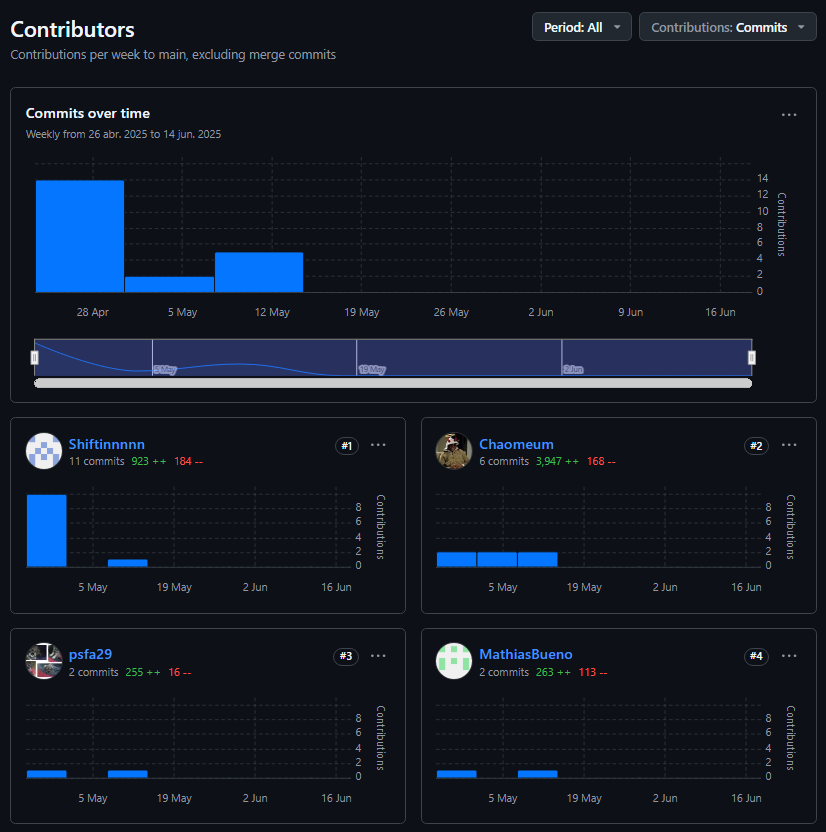 Contributors
Period: All
Contributions: Commits
Contributions per week to main, excluding merge commits
Commits over time
Weekly from 26 abr. 2025 to 14 jun. 2025
14
12
10
8
6
4
2
0
Contributions
28 Apr 5 May 12 May 19 May 26 May 2 Jun 9 Jun 16 Jun
5 May 19 May 2 Jun
Shiftinnnnn
#1
11 commits 923 ++ 184 --
8
6
4
2
0
Contributions
5 May 19 May 2 Jun 16 Jun
Chaomeum
#2
6 commits 3,947 ++ 168 --
8
6
4
2
0
Contributions
5 May 19 May 2 Jun 16 Jun
psfa29
#3
2 commits 255 ++ 16 --
8
6
4
2
0
Contributions
5 May 19 May 2 Jun 16 Jun
MathiasBueno
#4
2 commits 263 ++ 113 --
8
6
4
2
0
Contributions
5 May 19 May 2 Jun 16 Jun